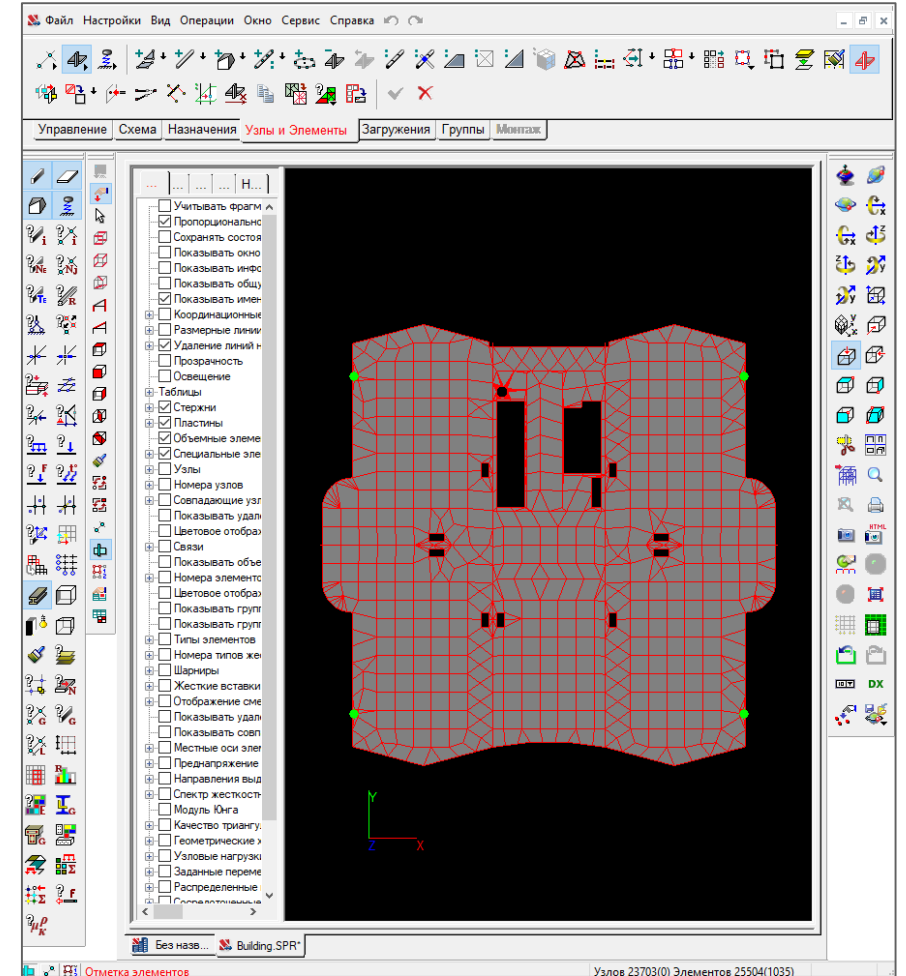 Файл Настройки Вид Операции Окно Сервис Справка
Управление Схема Назначения Узлы и Элементы Загружения Группы Монтаж
... ... ... ... Н...
Учитывать фрагм
Пропорционально
Сохранять состоя
Показывать окно
Показывать инфо
Показывать общу
Показывать имен
Координационные
Размерные линии
Удаление линий н
Прозрачность
Освещение
Таблицы
Стержни
Пластины
Объемные элеме
Специальные эле
Узлы
Номера узлов
Совпадающие узл
Показывать удал
Цветовое отображ
Связи
Показывать объе
Номера элементо
Цветовое отображ
Показывать групп
Показывать групп
Типы элементов
Номера типов жес
Шарниры
Жесткие вставки
Отображение сме
Показывать удал
Показывать совп
Местные оси элем
Преднапряжение
Направления выд
Спектр жесткост
Модуль Юнга
Качество триангу
Геометрические х
Узловые нагрузки
Заданные переме
Распределенные
Сосредоточенные
Y
Z X
HTML
DX
Без назв... Building.SPR*
Отметка элементов Узлов 23703(0) Элементов 25504(1035)